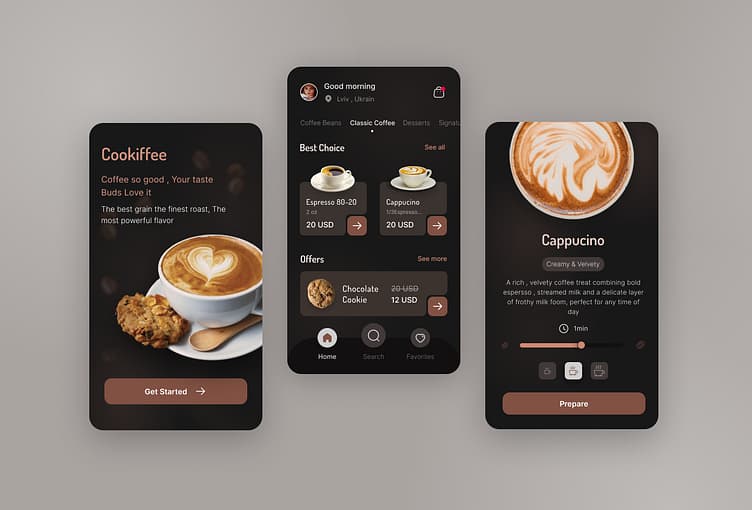 Cookiffee
Coffee so good , Your taste
Buds Love it
The best grain the finest roast, The
most powerful flavor
Get Started
Good morning
Lviv , Ukrain
Coffee Beans Classic Coffee Desserts Signatu
Best Choice See all
Espresso 80-20
2 oz
20 USD
Cappucino
1/3Espresso...
20 USD
Offers See more
Chocolate
Cookie
20 USD
12 USD
Home Search Favorites
Cappucino
Creamy & Velvety
A rich , velvety coffee treat combining bold
espersso , streamed milk and a delicate layer
of frothy milk foom, perfect for any time of
day
1min
Prepare